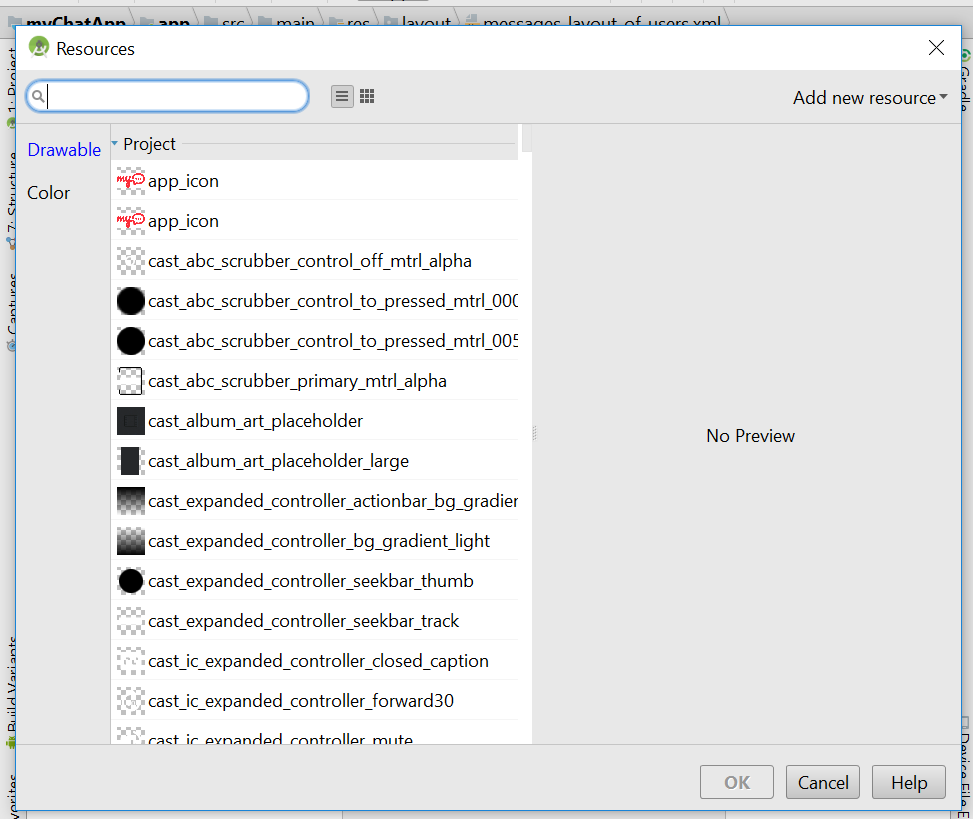 myChatApp app src main res layout messages_layout_of_users.xml
Resources
Add new resource
Drawable
Color
Project
app_icon
app_icon
cast_abc_scrubber_control_off_mtrl_alpha
cast_abc_scrubber_control_to_pressed_mtrl_000
cast_abc_scrubber_control_to_pressed_mtrl_005
cast_abc_scrubber_primary_mtrl_alpha
cast_album_art_placeholder
cast_album_art_placeholder_large
cast_expanded_controller_actionbar_bg_gradien
cast_expanded_controller_bg_gradient_light
cast_expanded_controller_seekbar_thumb
cast_expanded_controller_seekbar_track
cast_ic_expanded_controller_closed_caption
cast_ic_expanded_controller_forward30
cast_ic_expanded_controller_mute
No Preview
OK Cancel Help
1: Project
7: Structure
Captures
Build Variants
Gradle
Device File E